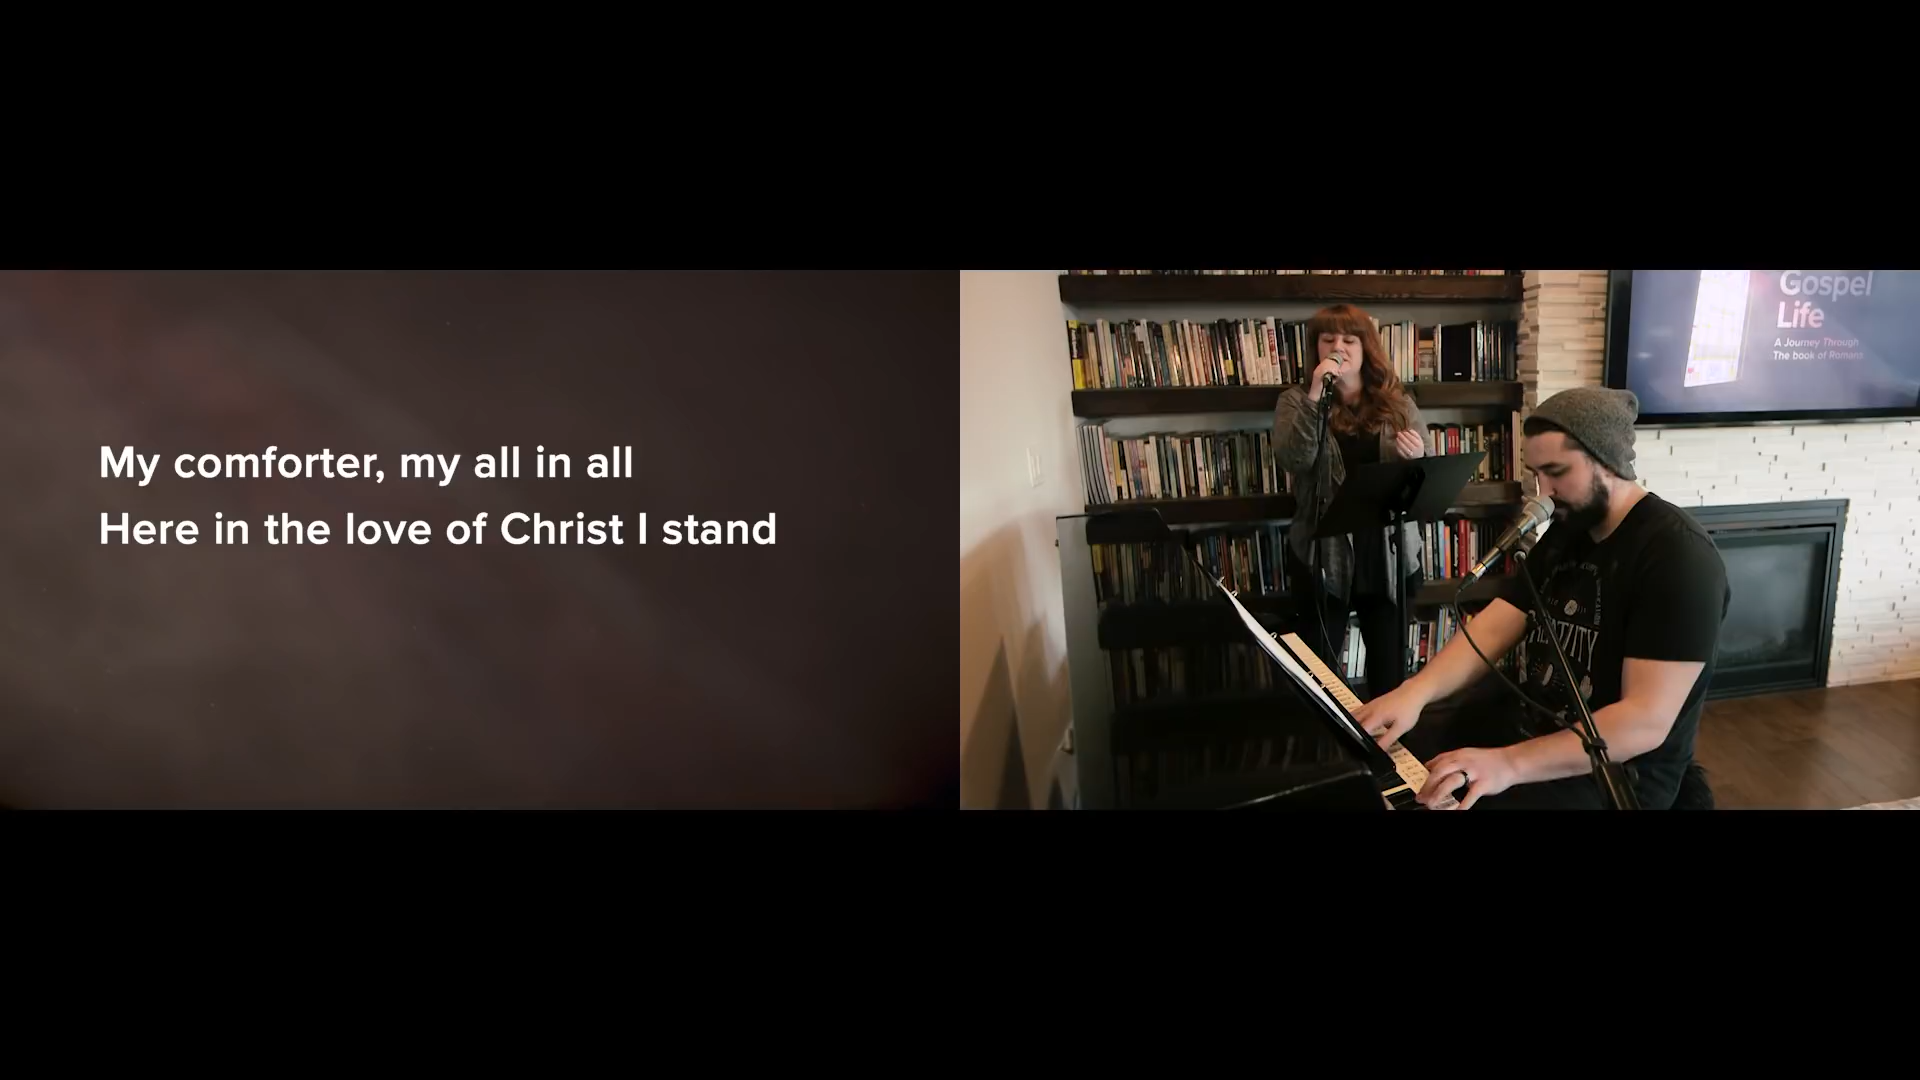 My comforter, my all in all
Here in the love of Christ I stand
Gospel
Life
A Journey Through
The book of Romans